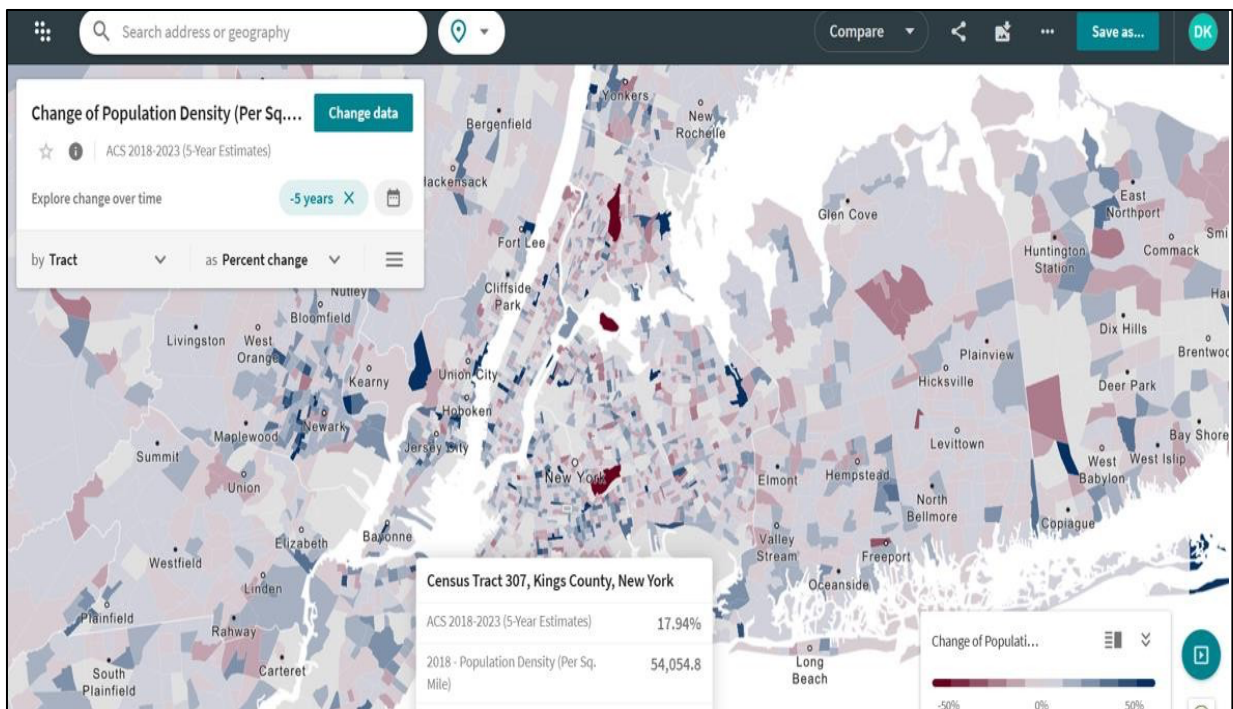 Search address or geography
Compare
Save as...
DK
Change of Population Density (Per Sq....
Change data
ACS 2018-2023 (5-Year Estimates)
Explore change over time
-5 years X
by Tract
as Percent change
Yonkers
New
Rochelle
Bergenfield
Hackensack
Glen Cove
East
Northport
Huntington
Station
Commack
Smi
Fort Lee
Cliffside
Park
Nutley
Bloomfield
Livingston
West
Orange
Kearny
Union City
Hoboken
Maplewood
Newark
Jersey City
Summit
Union
New York
Hau
Dix Hills
Brentwoo
Plainview
Hicksville
Deer Park
Levittown
Bay Shore
West
Babylon
West Islip
Elmont
Hempstead
North
Bellmore
Copiague
Elizabeth
Bayonne
Valley
Stream
Freeport
Oceanside
Westfield
Linden
Plainfield
Rahway
South
Plainfield
Carteret
Long
Beach
Census Tract 307, Kings County, New York
ACS 2018-2023 (5-Year Estimates) 17.94%
2018 - Population Density (Per Sq. 54,054.8
Mile)
Change of Populati...
-50% 0% 50%